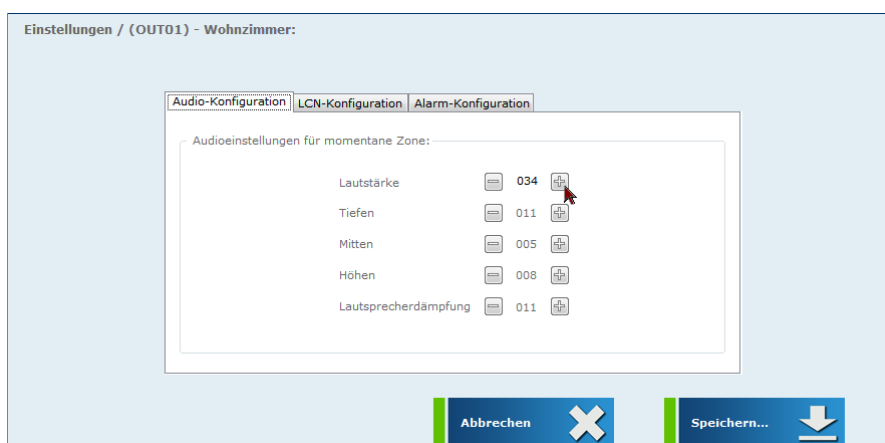 Einstellungen / (OUT01) - Wohnzimmer:
Audio-Konfiguration LCN-Konfiguration Alarm-Konfiguration
Audioeinstellungen für momentane Zone:
Lautstärke 034
Tiefen 011
Mitten 005
Höhen 008
Lautsprecherdämpfung 011
Abbrechen Speichern...